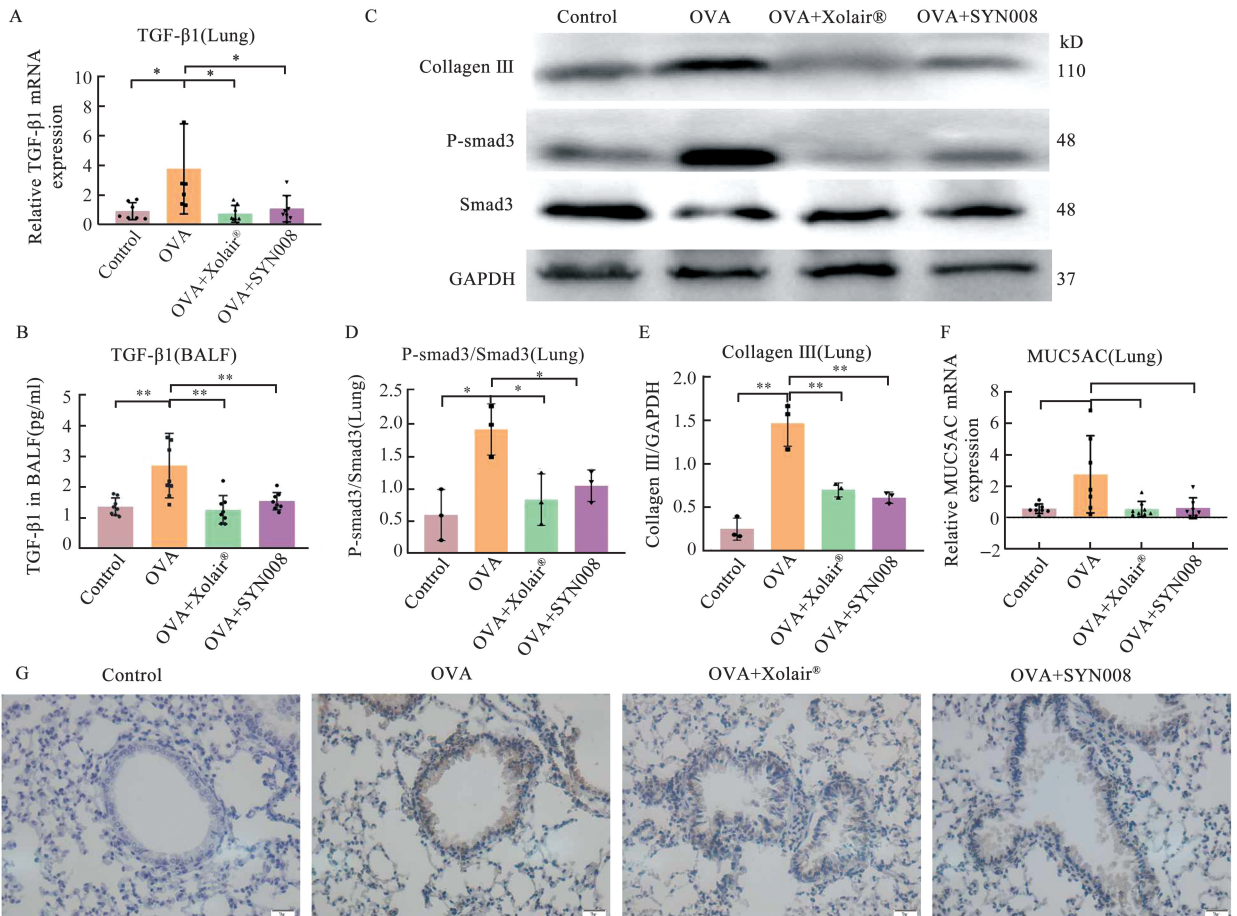 A
TGF-β1(Lung)
* * *
Relative TGF-β1 mRNA
expression
10
8
6
4
2
0
Control
OVA
OVA+Xolair®
OVA+SYN008
C
Control OVA OVA+Xolair® OVA+SYN008
kD
Collagen III 110
P-smad3 48
Smad3 48
GAPDH 37
B
TGF-β1(BALF)
** ** **
TGF-β1 in BALF(pg/ml)
5
4
3
2
1
0
Control
OVA
OVA+Xolair®
OVA+SYN008
D
P-smad3/Smad3(Lung)
* * *
P-smad3/Smad3(Lung)
2.5
2.0
1.5
1.0
0.5
0
Control
OVA
OVA+Xolair®
OVA+SYN008
E
Collagen III(Lung)
** ** **
Collagen III/GAPDH
2.0
1.5
1.0
0.5
0
Control
OVA
OVA+Xolair®
OVA+SYN008
F
MUC5AC(Lung)
Relative MUC5AC mRNA
expression
8
6
4
2
0
−2
Control
OVA
OVA+Xolair®
OVA+SYN008
G
Control OVA OVA+Xolair® OVA+SYN008